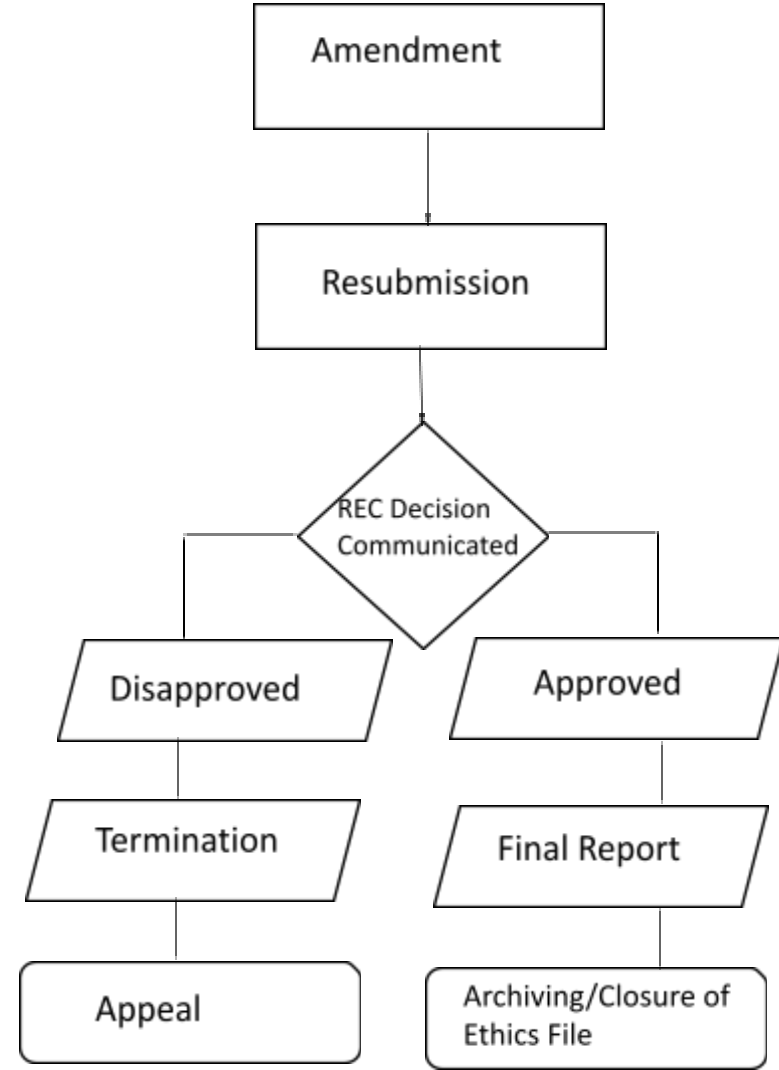 Amendment
Resubmission
REC Decision
Communicated
Disapproved
Approved
Termination
Final Report
Appeal
Archiving/Closure of
Ethics File